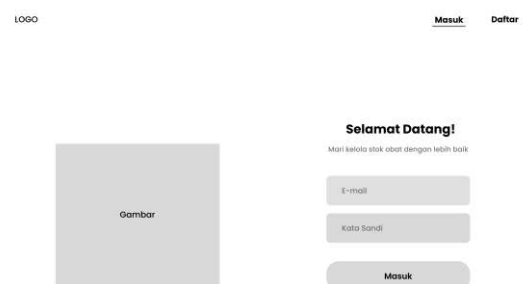 LOGO
Masuk
Daftar
Selamat Datang!
Mari kelola stok obat dengan lebih baik
Gambar
E-mail
Kata Sandi
Masuk